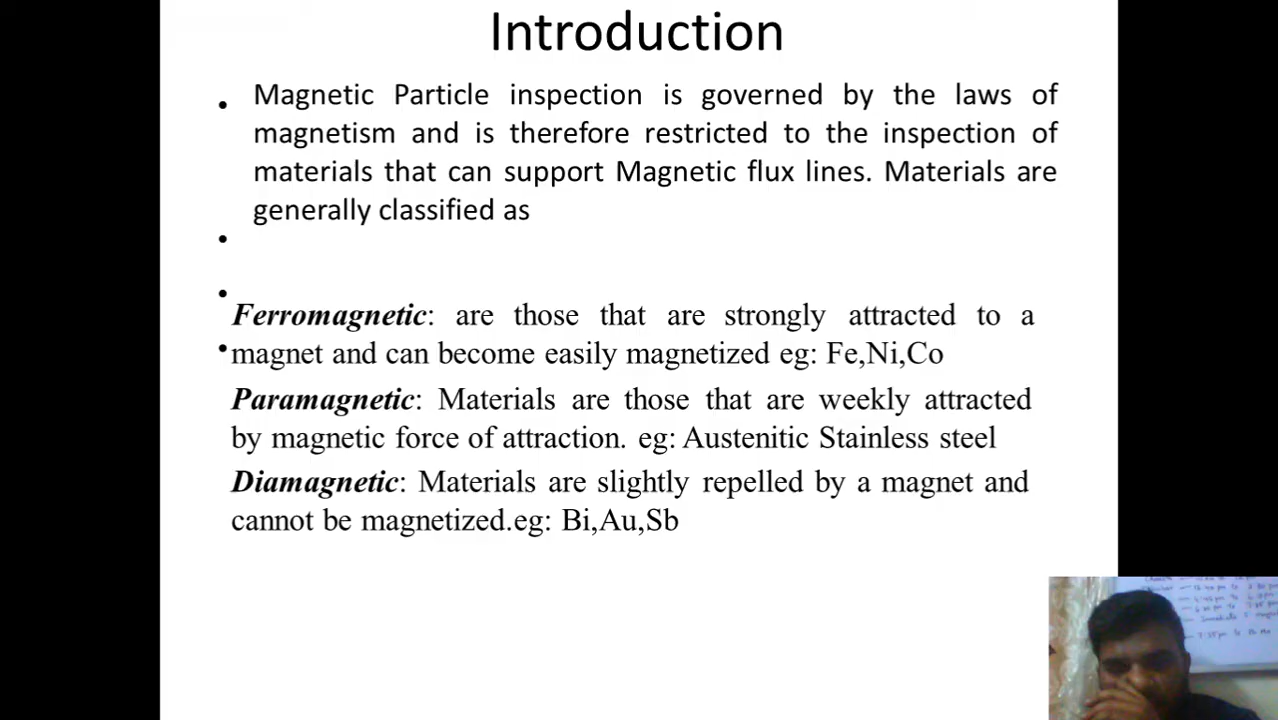 Introduction
• Magnetic Particle inspection is governed by the laws of
magnetism and is therefore restricted to the inspection of
materials that can support Magnetic flux lines. Materials are
generally classified as
•
•
Ferromagnetic: are those that are strongly attracted to a
• magnet and can become easily magnetized eg: Fe,Ni,Co
Paramagnetic: Materials are those that are weekly attracted
by magnetic force of attraction. eg: Austenitic Stainless steel
Diamagnetic: Materials are slightly repelled by a magnet and
cannot be magnetized.eg: Bi,Au,Sb